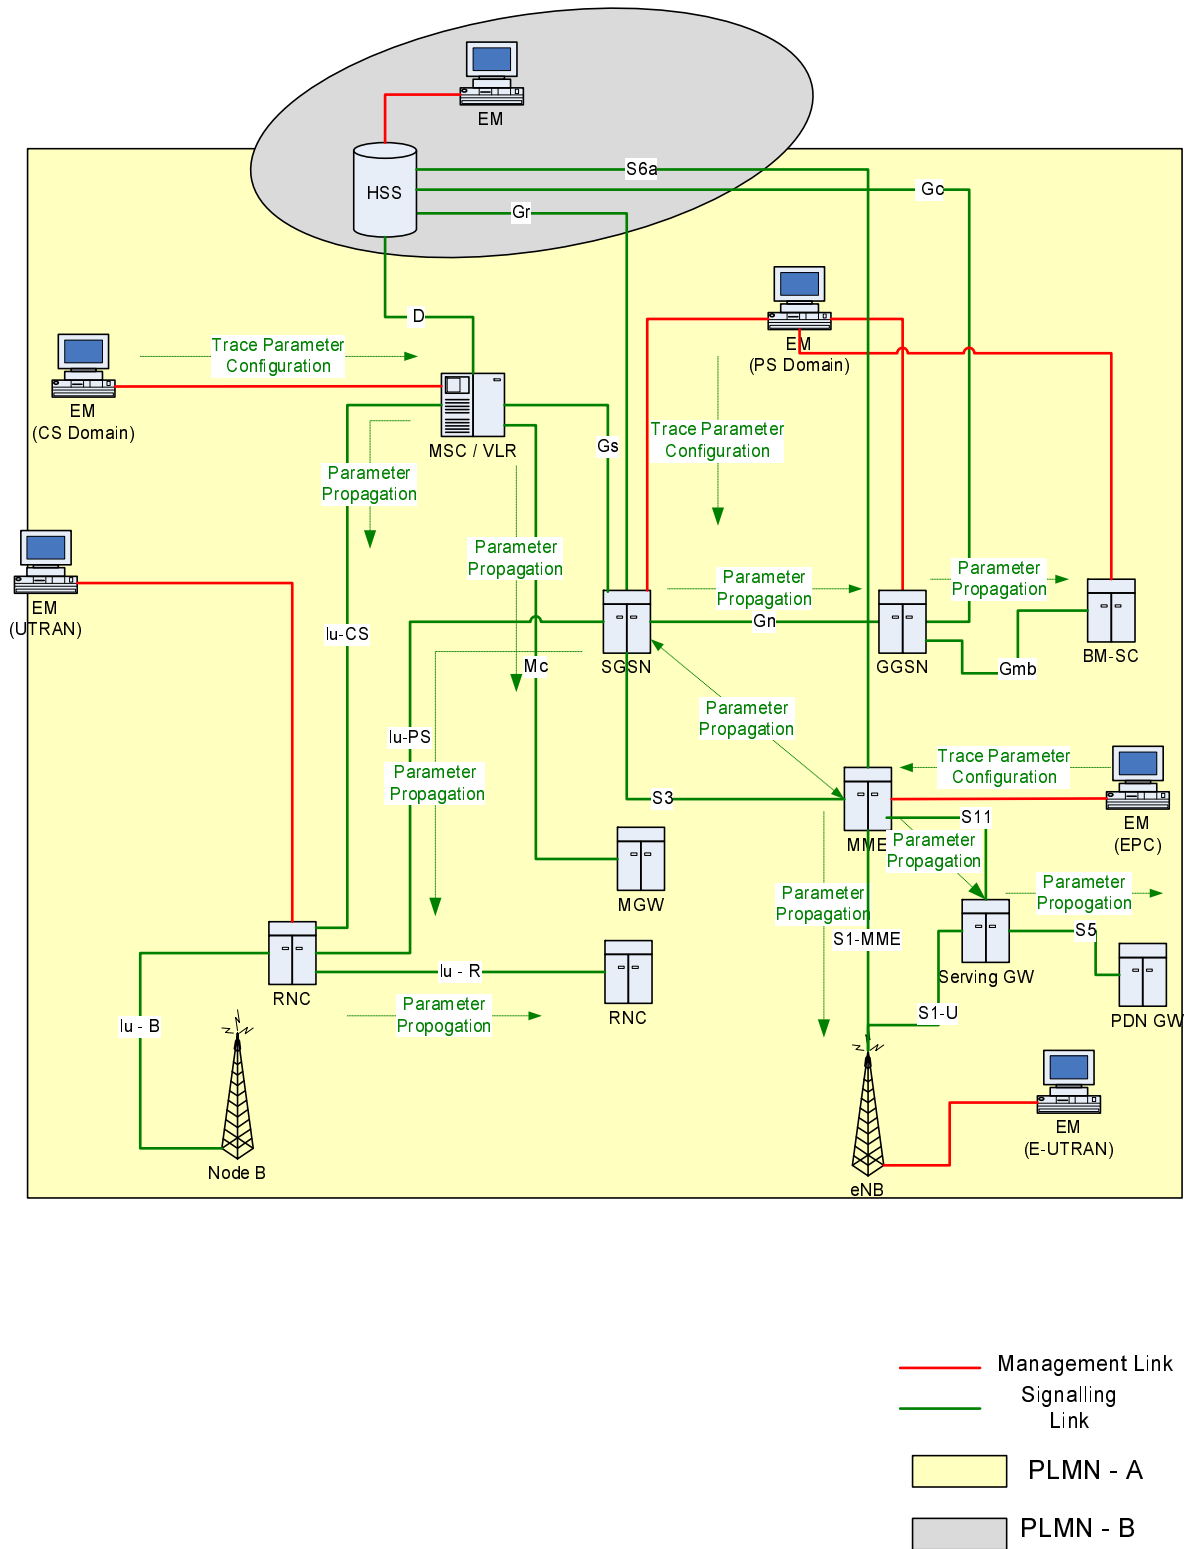 EM
HSS
S6a
Gc
Gr
D
EM
(PS Domain)
Trace Parameter
Configuration
EM
(CS Domain)
MSC / VLR
Gs
Trace Parameter
Configuration
Parameter
Propagation
Parameter
Propagation
Parameter
Propagation
Parameter
Propagation
EM
(UTRAN)
Iu-CS
Gn
SGSN
GGSN
BM-SC
Mc
Gmb
Parameter
Propagation
Iu-PS
Parameter
Propagation
Trace Parameter
Configuration
S3
S11
EM
(EPC)
MME
Parameter
Propagation
Parameter
Propagation
Parameter
Propogation
MGW
S1-MME
S5
Iu - R
Serving GW
RNC
Parameter
Propogation
RNC
S1-U
PDN GW
Iu - B
EM
(E-UTRAN)
Node B
eNB
Management Link
Signalling
Link
PLMN - A
PLMN - B